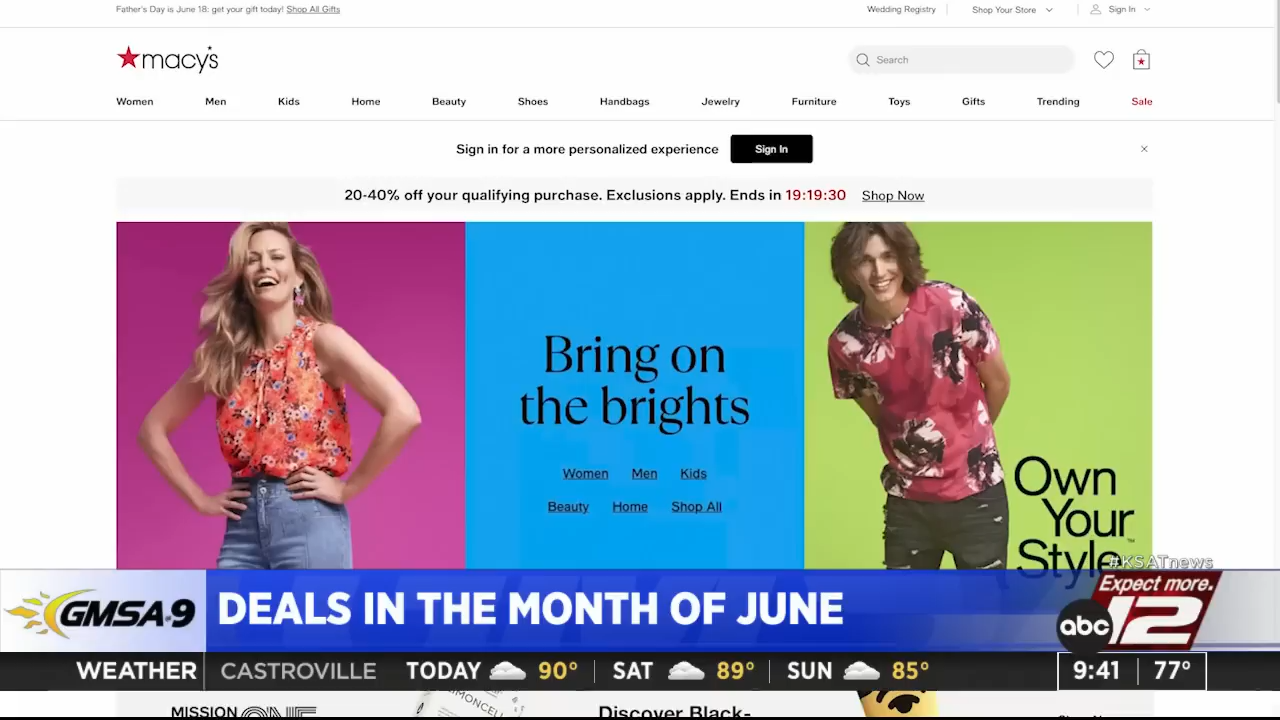 Father's Day is June 18: get your gift today! Shop All Gifts
Wedding Registry
Shop Your Store
Sign In
macy's
Search
Women Men Kids Home Beauty Shoes Handbags Jewelry Furniture Toys Gifts Trending Sale
Sign in for a more personalized experience
Sign In
20-40% off your qualifying purchase. Exclusions apply. Ends in 19:19:30 Shop Now
Bring on
the brights
Women Men Kids
Beauty Home Shop All
Own
Your
Style™
#KSATnews
GMSA@9
DEALS IN THE MONTH OF JUNE
Expect more.
abc
12
WEATHER CASTROVILLE TODAY 90° SAT 89° SUN 85°
9:41 77°
MISSION ONE
Discover Black-